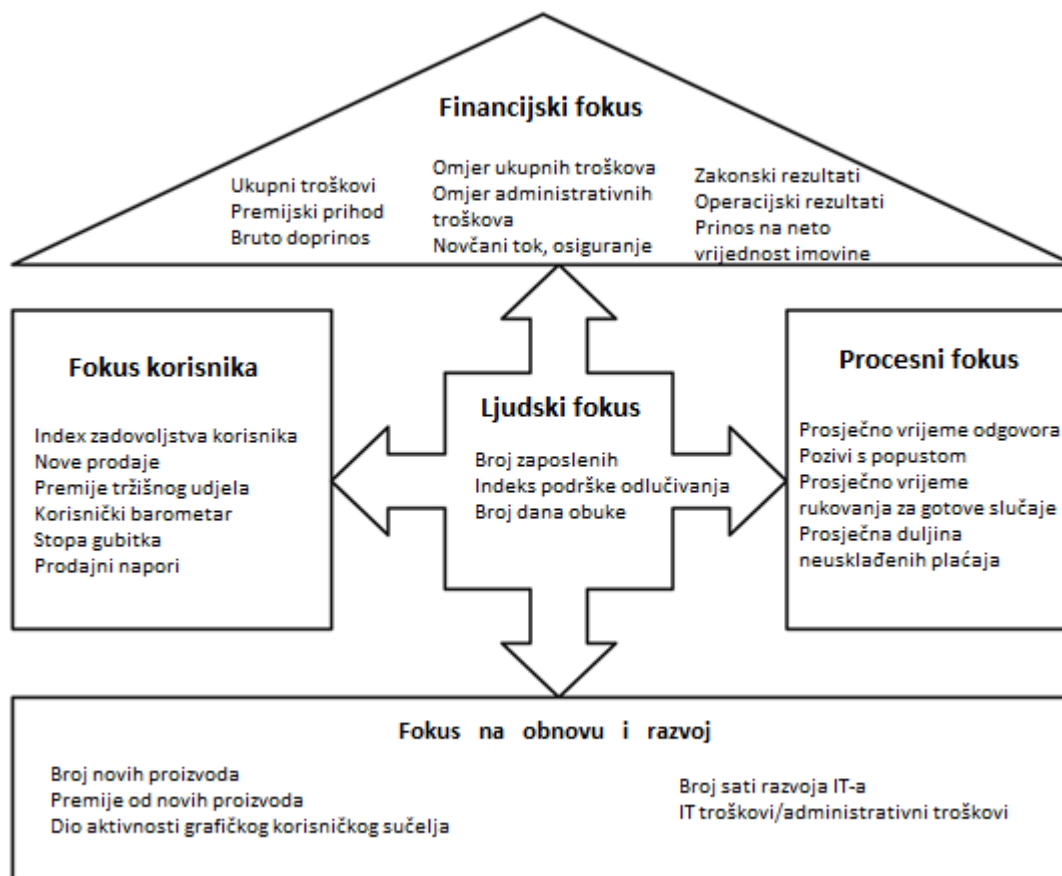 Financijski fokus
Ukupni troškovi
Premijski prihod
Bruto doprinos
Omjer ukupnih troškova
Omjer administrativnih
troškova
Novčani tok, osiguranje
Zakonski rezultati
Operacijski rezultati
Prinos na neto
vrijednost imovine
Fokus korisnika
Index zadovoljstva korisnika
Nove prodaje
Premije tržišnog udjela
Korisnički barometar
Stopa gubitka
Prodajni napori
Ljudski fokus
Broj zaposlenih
Indeks podrške odlučivanja
Broj dana obuke
Procesni fokus
Prosječno vrijeme odgovora
Pozivi s popustom
Prosječno vrijeme
rukovanja za gotove slučaje
Prosječna duljina
neusklađenih plaćaja
Fokus na obnovu i razvoj
Broj novih proizvoda
Premije od novih proizvoda
Dio aktivnosti grafičkog korisničkog sučelja
Broj sati razvoja IT-a
IT troškovi/administrativni troškovi